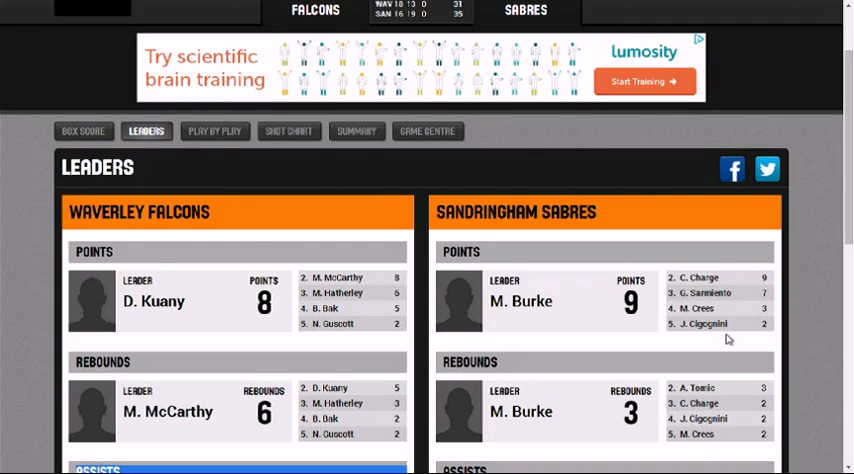 FALCONS
WAV 18 13 0 31
SAN 16 19 0 35
SABRES
Try scientific
brain training
lumosity
Start Training →
BOX SCORE
LEADERS
PLAY BY PLAY
SHOT CHART
SUMMARY
GAME CENTRE
LEADERS
WAVERLEY FALCONS
POINTS
LEADER
D. Kuany
POINTS
8
2. M. McCarthy 8
3. M. Hatherley 6
4. B. Bak 5
5. N. Guscott 2
REBOUNDS
LEADER
M. McCarthy
REBOUNDS
6
2. D. Kuany 5
3. M. Hatherley 3
4. B. Bak 2
5. N. Guscott 2
ASSISTS
SANDRINGHAM SABRES
POINTS
LEADER
M. Burke
POINTS
9
2. C. Charge 9
3. G. Sarmiento 7
4. M. Crees 3
5. J. Cigognini 2
REBOUNDS
LEADER
M. Burke
REBOUNDS
3
2. A. Tomic 3
3. C. Charge 2
4. J. Cigognini 2
5. M. Crees 2
ASSISTS